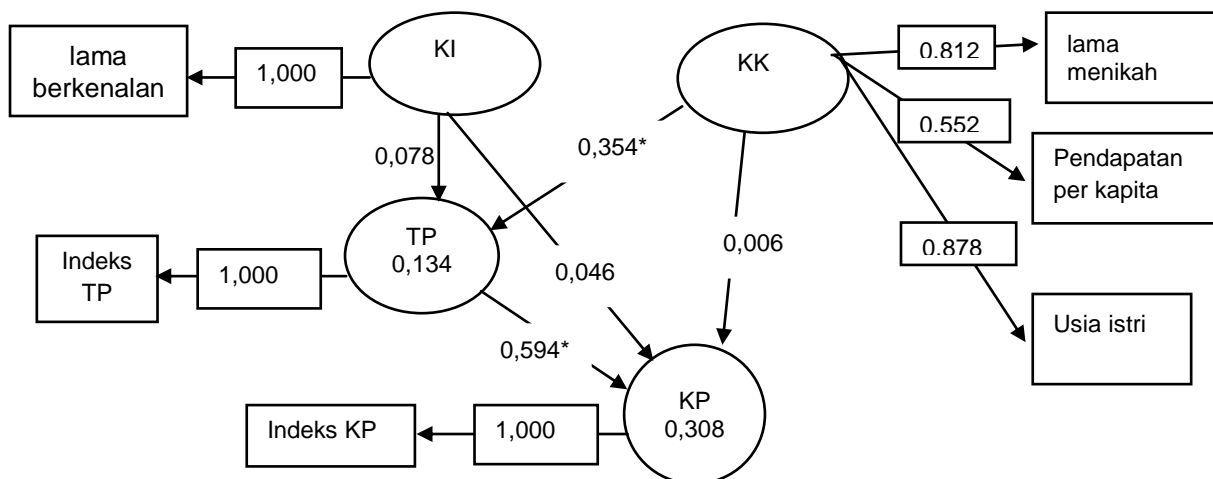 lama
berkenalan
1,000
KI
KK
0.812
lama
menikah
0.552
Pendapatan
per kapita
0,078
0,354*
TP
0,134
Indeks
TP
1,000
0,046
0,006
0.878
Usia istri
0,594*
KP
0,308
Indeks KP
1,000